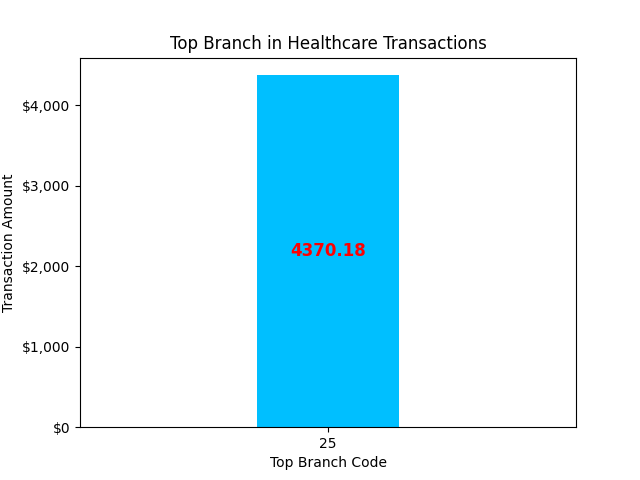 Top Branch in Healthcare Transactions
Transaction Amount
$4,000
$3,000
$2,000
$1,000
$0
4370.18
25
Top Branch Code